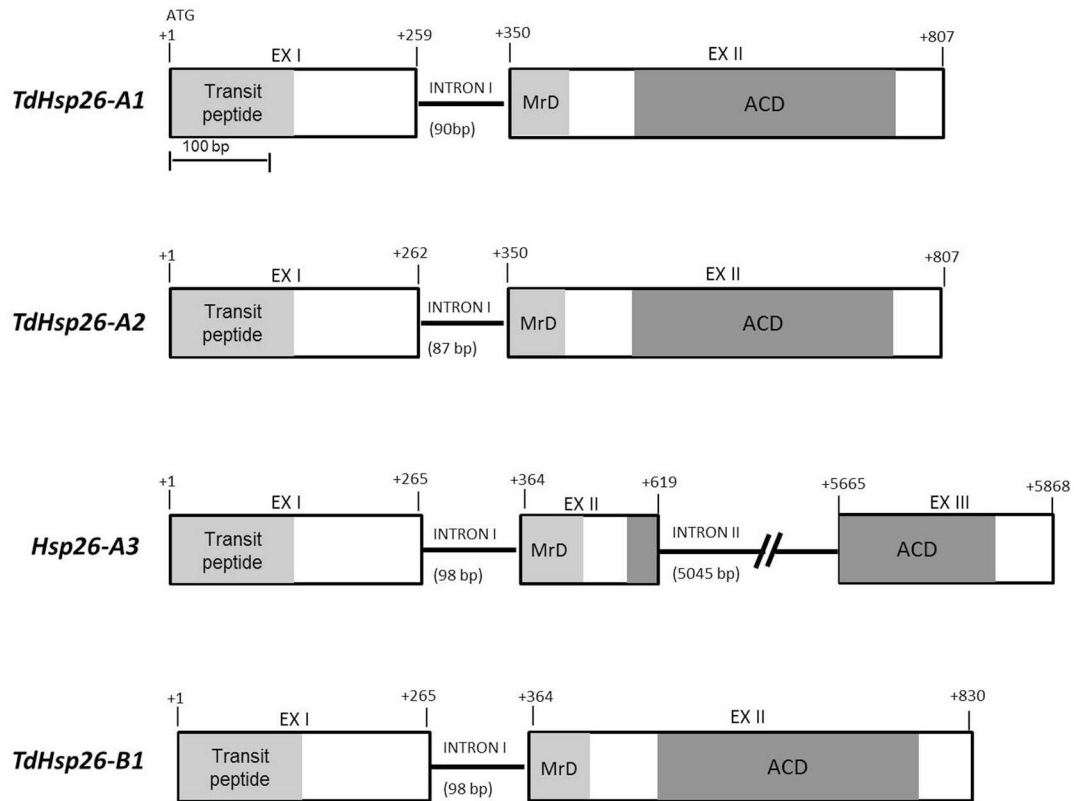 ATG
+1 +259 +350 +807
EX I EX II
TdHsp26-A1
Transit
peptide
INTRON I
(90bp)
MrD
ACD
100 bp
+1 +262 +350 +807
EX I EX II
TdHsp26-A2
Transit
peptide
INTRON I
(87 bp)
MrD
ACD
+1 +265 +364 +619 +5665 +5868
EX I EX II EX III
Hsp26-A3
Transit
peptide
INTRON I
(98 bp)
MrD
INTRON II
(5045 bp)
ACD
+1 +265 +364 +830
EX I EX II
TdHsp26-B1
Transit
peptide
INTRON I
(98 bp)
MrD
ACD